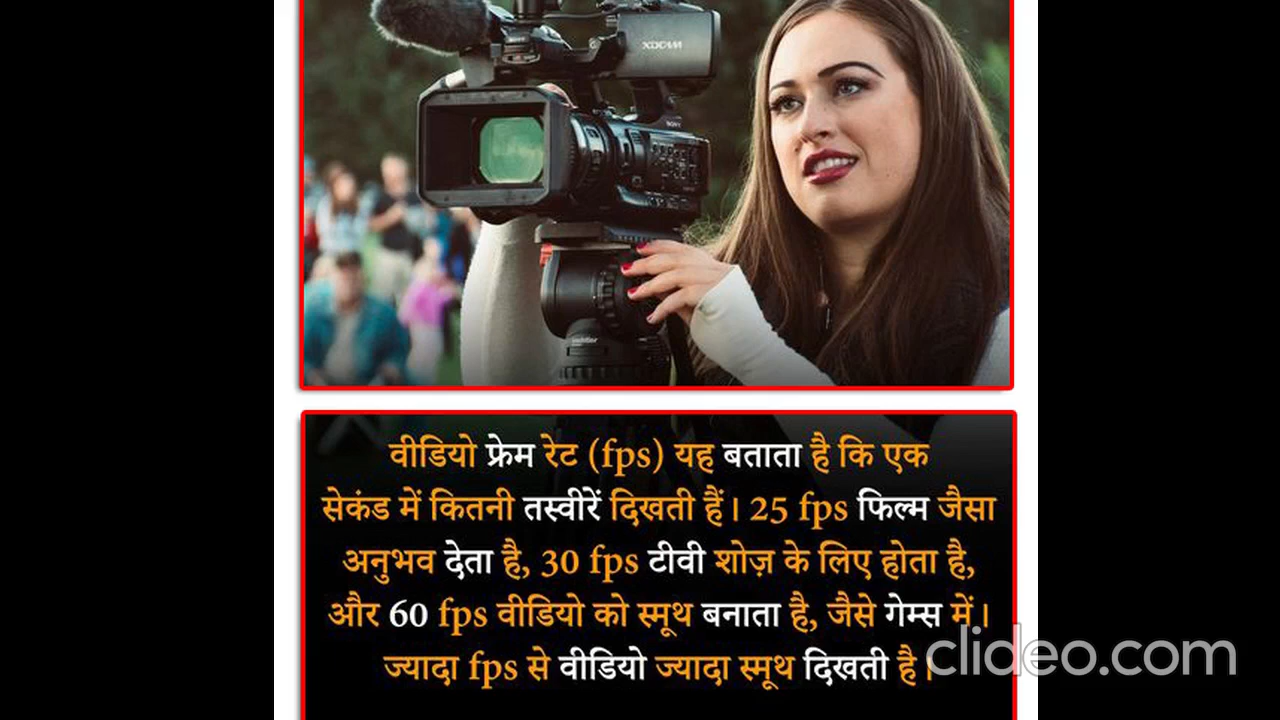 XDCAM
SONY
वीडियो फ्रेम रेट (fps) यह बताता है कि एक
सेकंड में कितनी तस्वीरें दिखती हैं। 25 fps फिल्म जैसा
अनुभव देता है, 30 fps टीवी शोज़ के लिए होता है,
और 60 fps वीडियो को स्मूथ बनाता है, जैसे गेम्स में।
ज्यादा fps से वीडियो ज्यादा स्मूथ दिखती है।
clideo.com